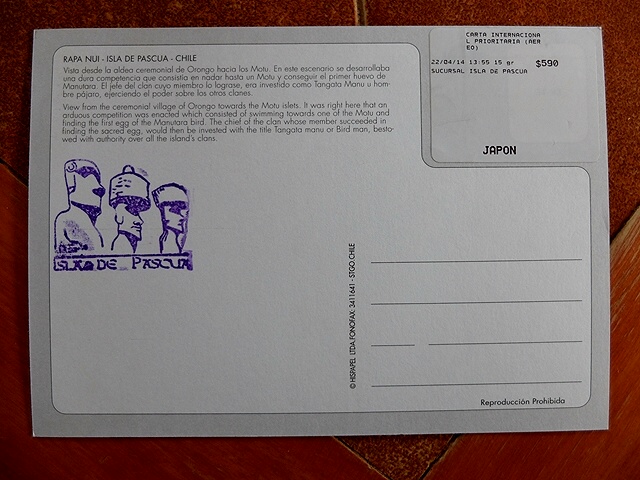 RAPA NUI - ISLA DE PASCUA - CHILE
Vista desde la aldea ceremonial de Orongo hacia los Motu. En este escenario se desarrollaba
una dura competencia que consistía en nadar hasta un Motu y conseguir el primer huevo de
Manutara. El jefe del clan cuyo miembro lo lograse, era investido como Tangata Manu u hom-
bre pájaro, ejerciendo el poder sobre los otros clanes.
View from the ceremonial village of Orongo towards the Motu islets. It was right here that an
arduous competition was enacted which consisted of swimming towards one of the Motu and
finding the first egg of the Manutara bird. The chief of the clan whose member succeeded in
finding the sacred egg, would then be invested with the title Tangata manu or Bird man, besto-
wed with authority over all the island's clans.
CARTA INTERNACIONA
L PRIORITARIA (AER
EO)
22/04/14 13:55 15 gr $590
SUCURSAL ISLA DE PASCUA
JAPON
ISLA DE PASCUA
© HISPAPEL LTDA.FONOFAX: 3411641 - STGO.CHILE
Reproducción Prohibida